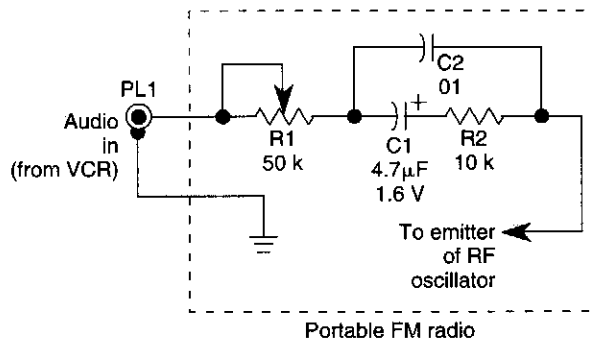 PL1
Audio
in
(from VCR)
R1
50 k
C2
01
C1
+
4.7µF
1.6 V
R2
10 k
To emitter
of RF
oscillator
Portable FM radio